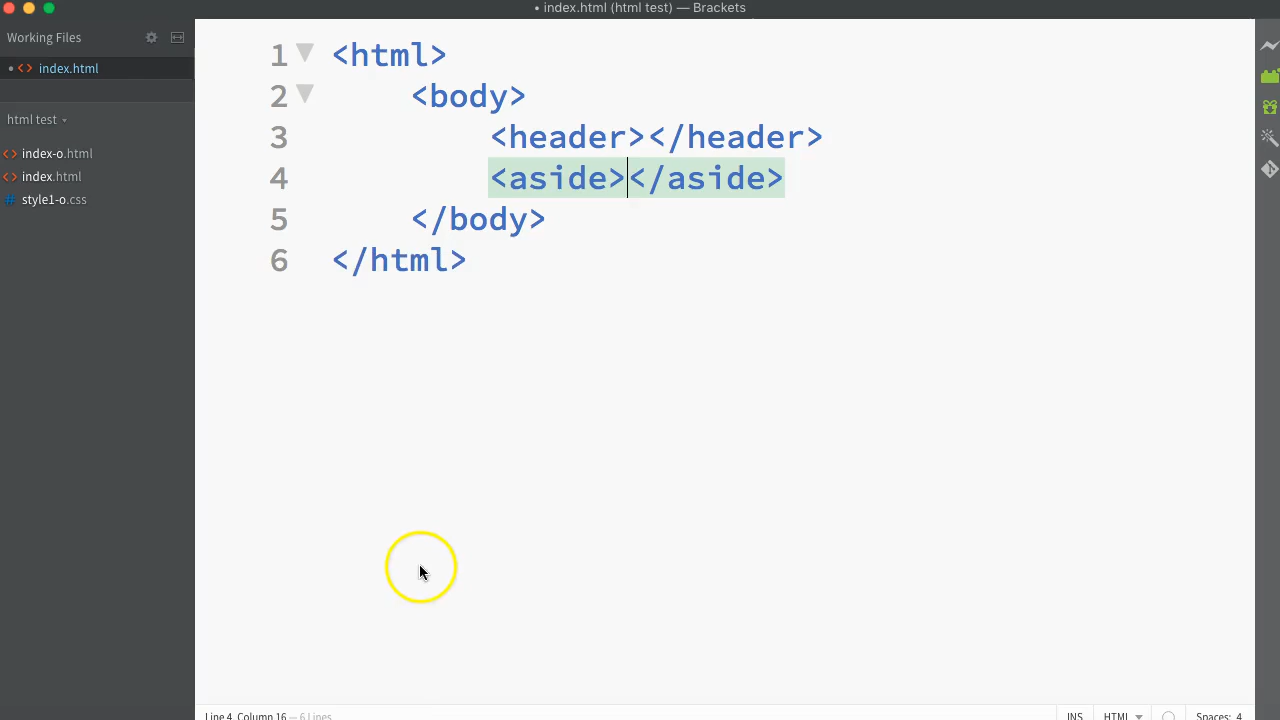 • index.html (html test) — Brackets
Working Files
• <> index.html
html test
<> index-o.html
<> index.html
# style1-o.css
1 <html>
2 <body>
3 <header></header>
4 <aside></aside>
5 </body>
6 </html>
Line 4, Column 16 — 6 Lines
INS HTML Spaces: 4